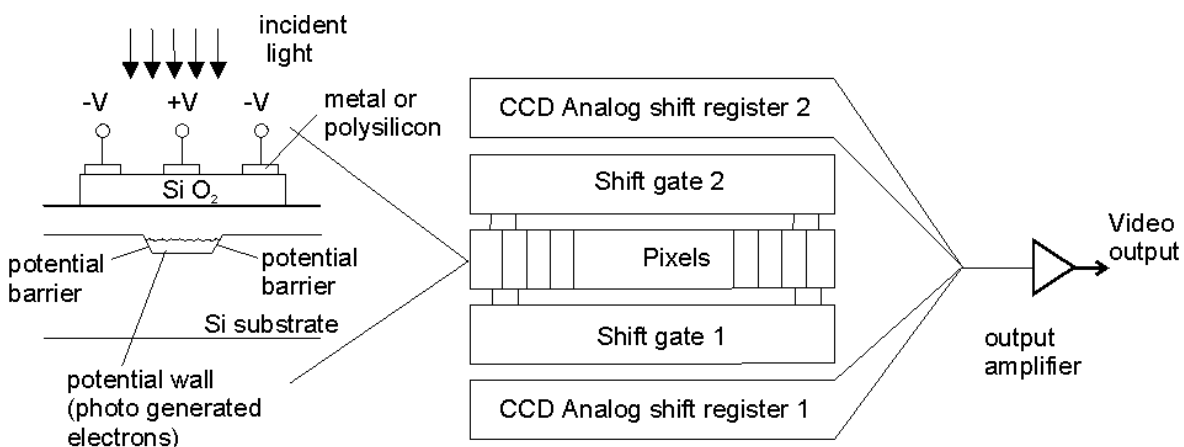 incident
light
-V
+V
-V
metal or
polysilicon
Si O2
potential
barrier
potential
barrier
Si substrate
potential wall
(photo generated
electrons)
CCD Analog shift register 2
Shift gate 2
Pixels
Shift gate 1
CCD Analog shift register 1
Video
output
output
amplifier